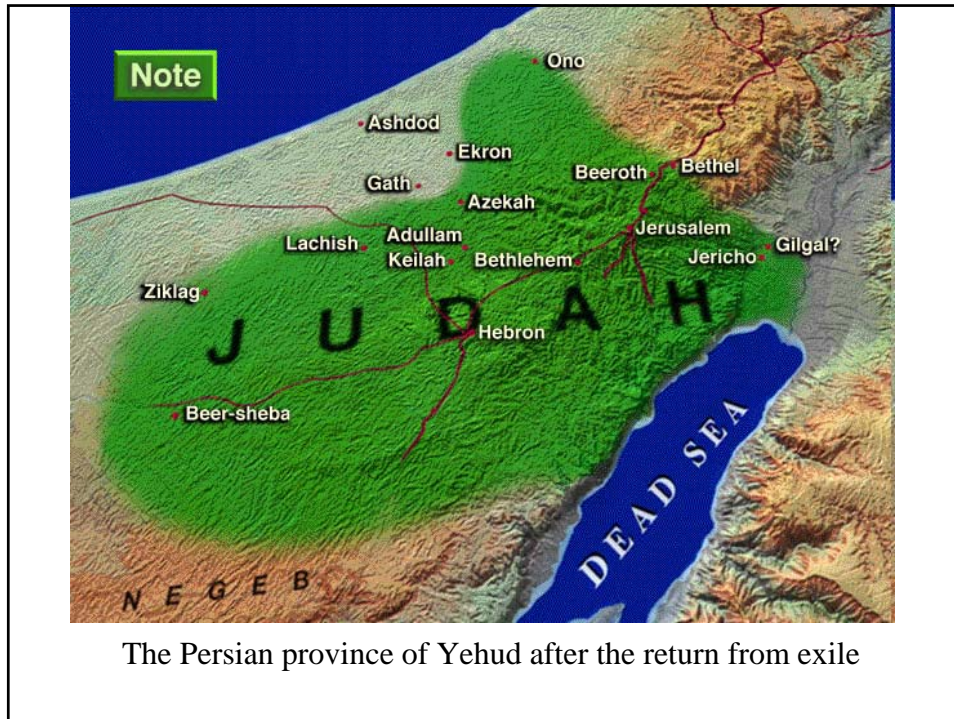 Note
Ono
Ashdod
Ekron
Beeroth
Bethel
Gath
Azekah
Jerusalem
Lachish
Adullam
Gilgal?
Keilah
Bethlehem
Jericho
Ziklag
JUDAH
Hebron
Beer-sheba
DEAD SEA
NEGEB
The Persian province of Yehud after the return from exile